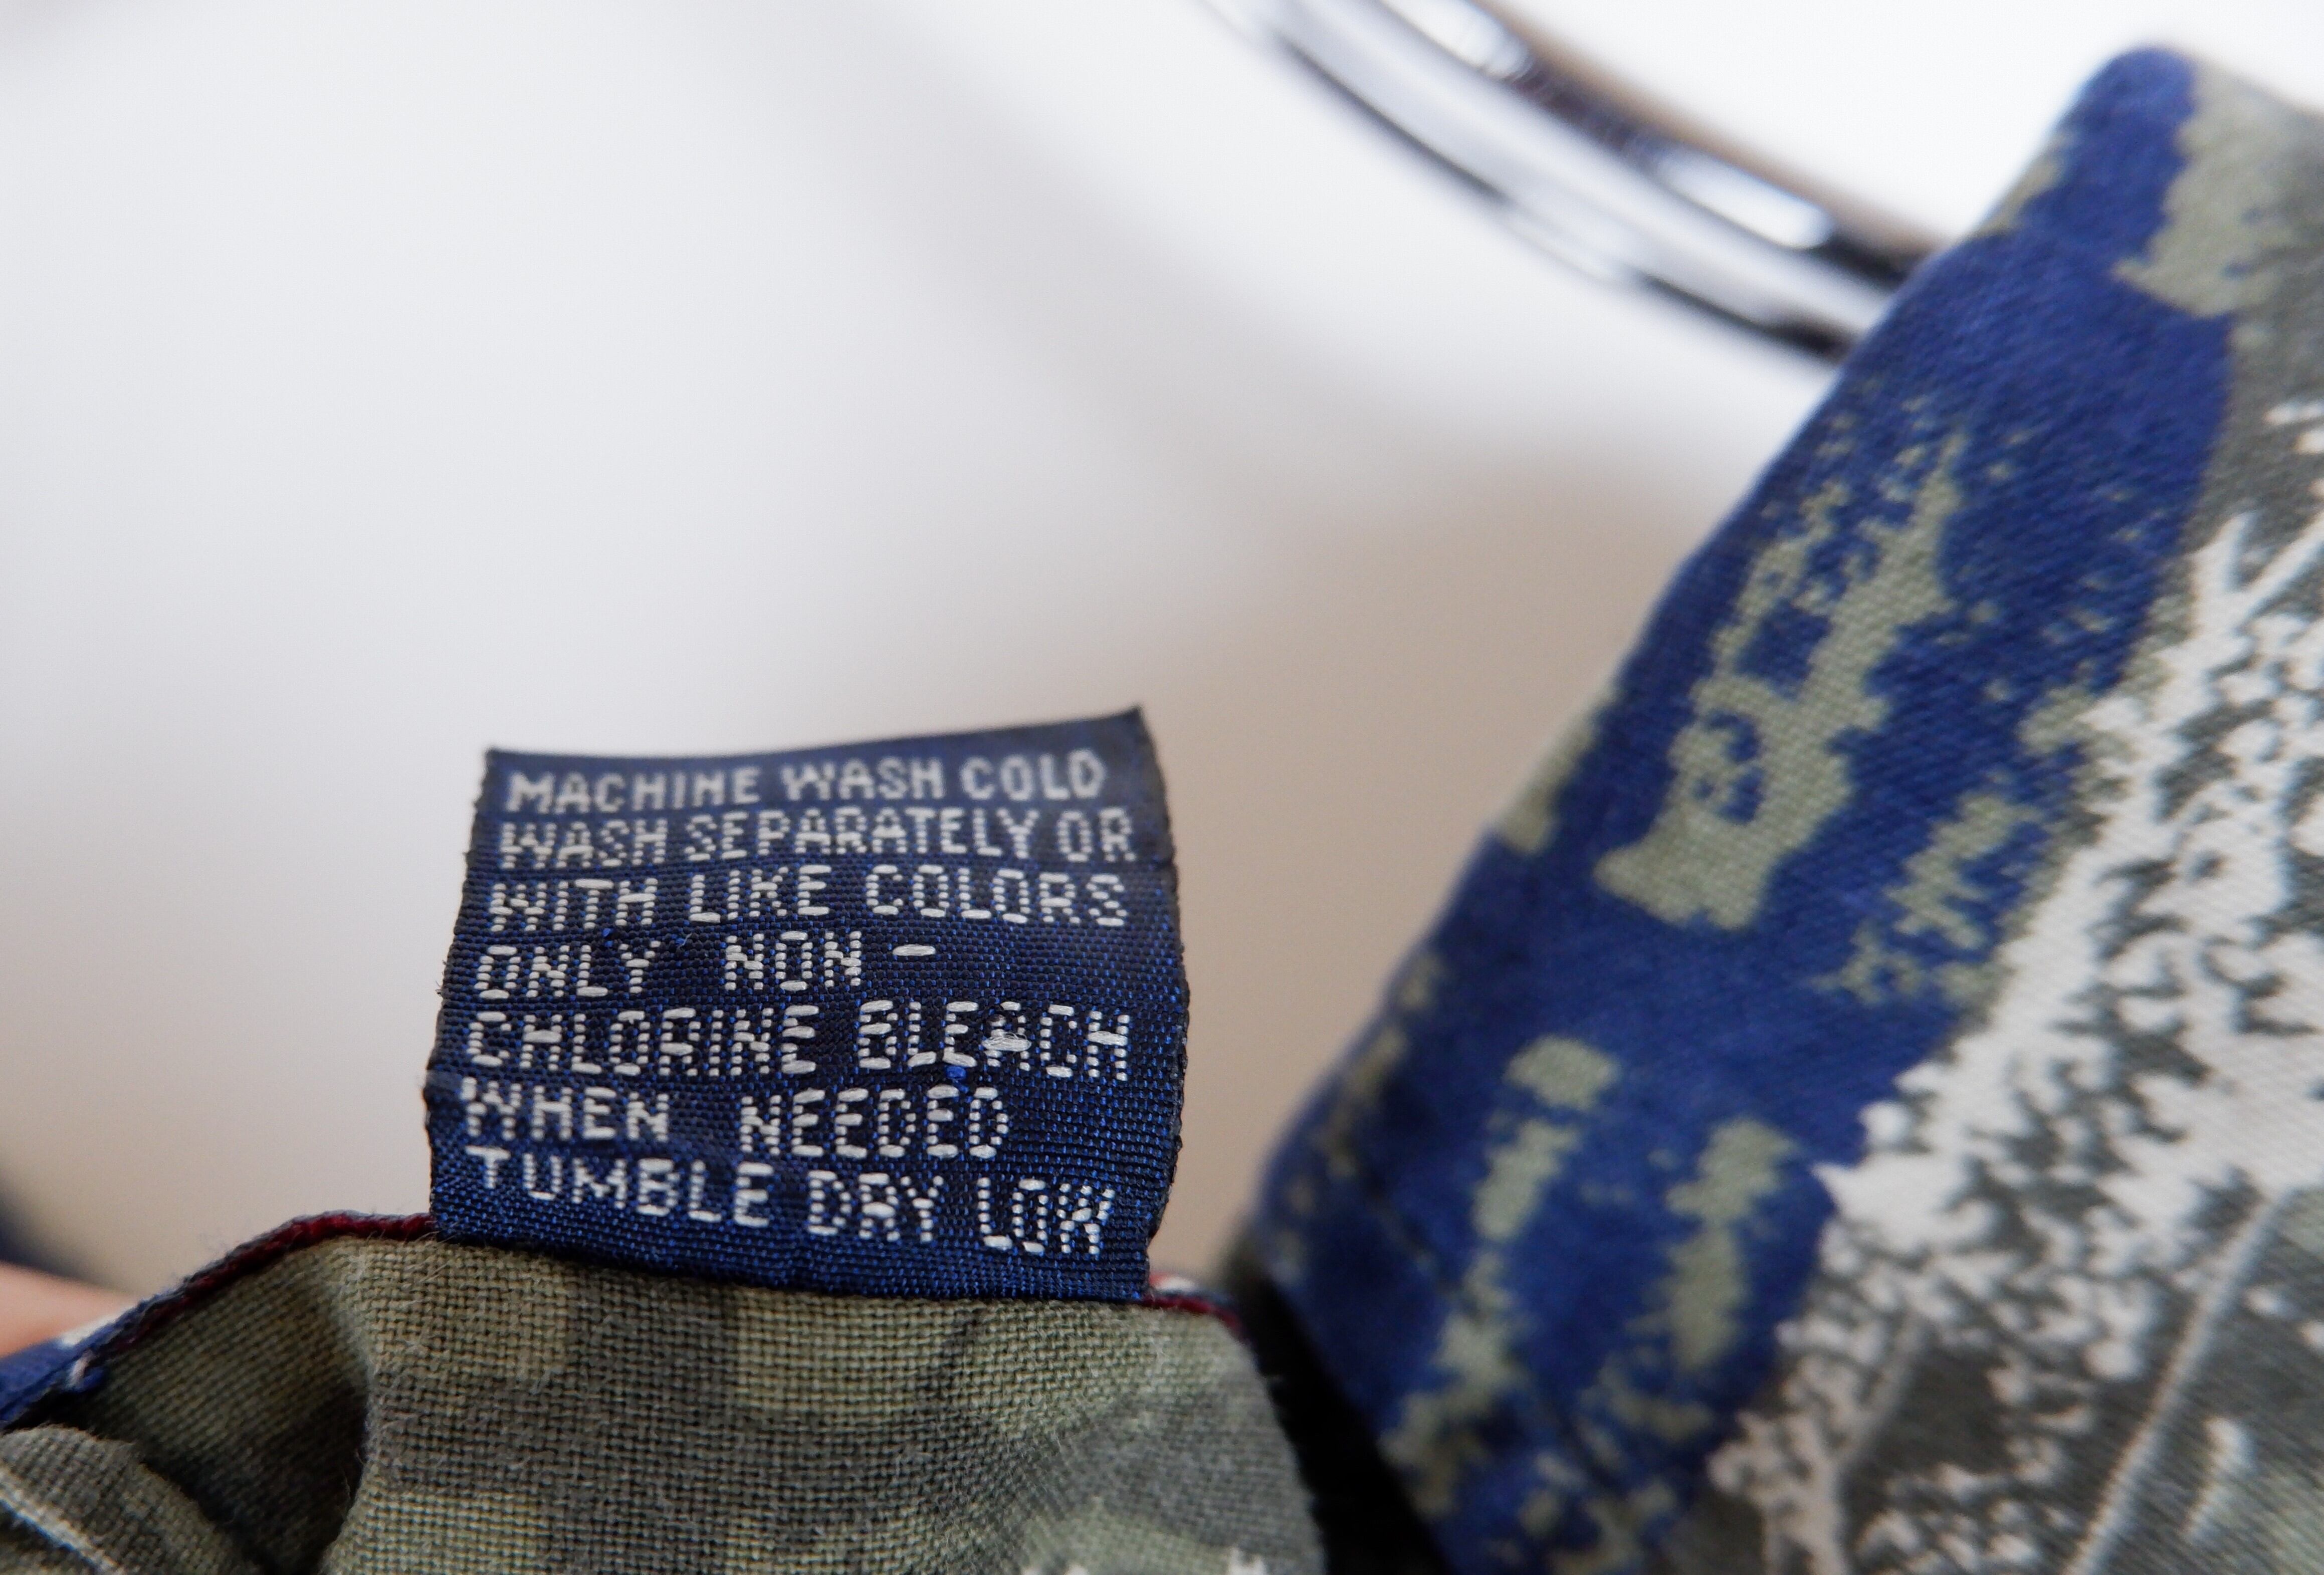 MACHINE WASH COLD
WASH SEPARATELY OR
WITH LIKE COLORS
ONLY NON -
CHLORINE BLEACH
WHEN NEEDED
TUMBLE DRY LOW